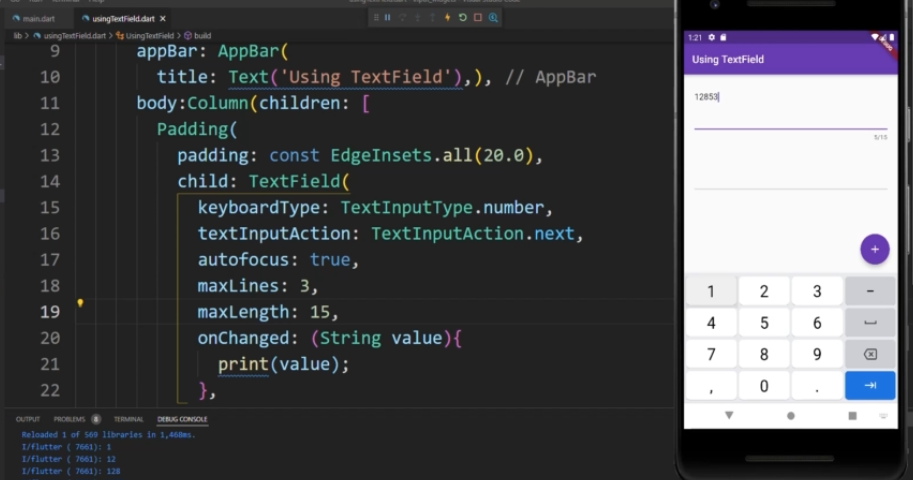 main.dart
usingTextField.dart ×
lib > usingTextField.dart > UsingTextField > build
9 appBar: AppBar(
10 title: Text('Using TextField'),), // AppBar
11 body:Column(children: [
12 Padding(
13 padding: const EdgeInsets.all(20.0),
14 child: TextField(
15 keyboardType: TextInputType.number,
16 textInputAction: TextInputAction.next,
17 autofocus: true,
18 maxLines: 3,
19 maxLength: 15,
20 onChanged: (String value){
21 print(value);
22 },
OUTPUT PROBLEMS 8 TERMINAL DEBUG CONSOLE
Reloaded 1 of 569 libraries in 1,468ms.
I/flutter ( 7661): 1
I/flutter ( 7661): 12
I/flutter ( 7661): 128
1:21
DEBUG
Using TextField
12853
5/15
+
1 2 3 -
4 5 6
7 8 9
, 0 .